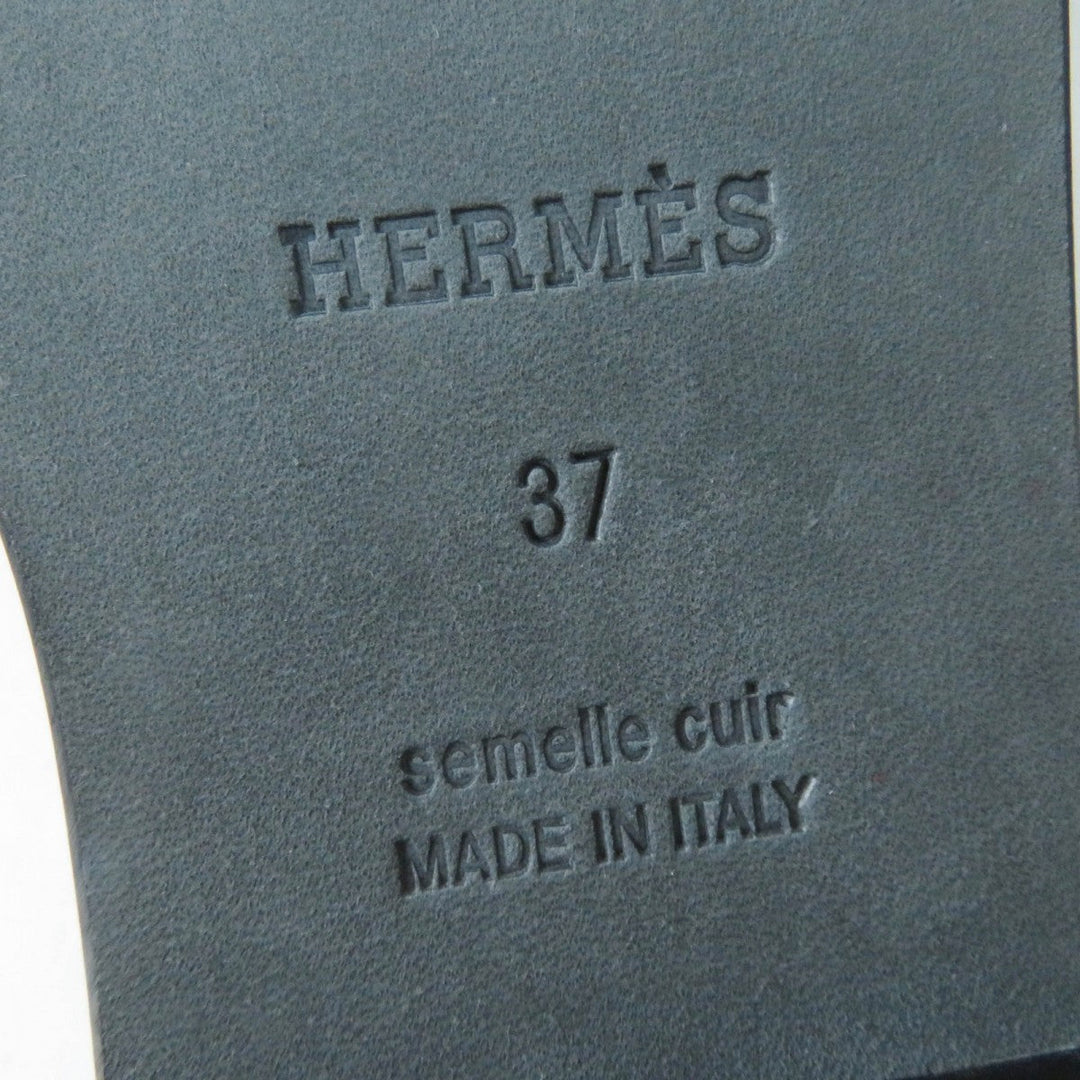 HERMÈS
37
semelle cuir
MADE IN ITALY